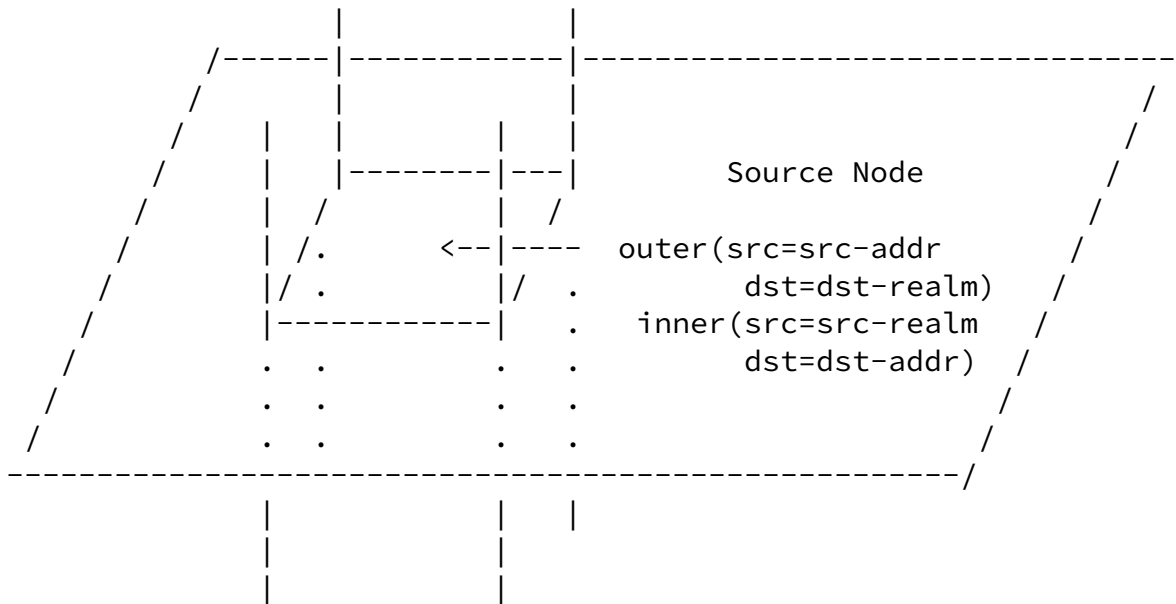 Source Node
outer(src=src-addr
dst=dst-realm)
inner(src=src-realm
dst=dst-addr)